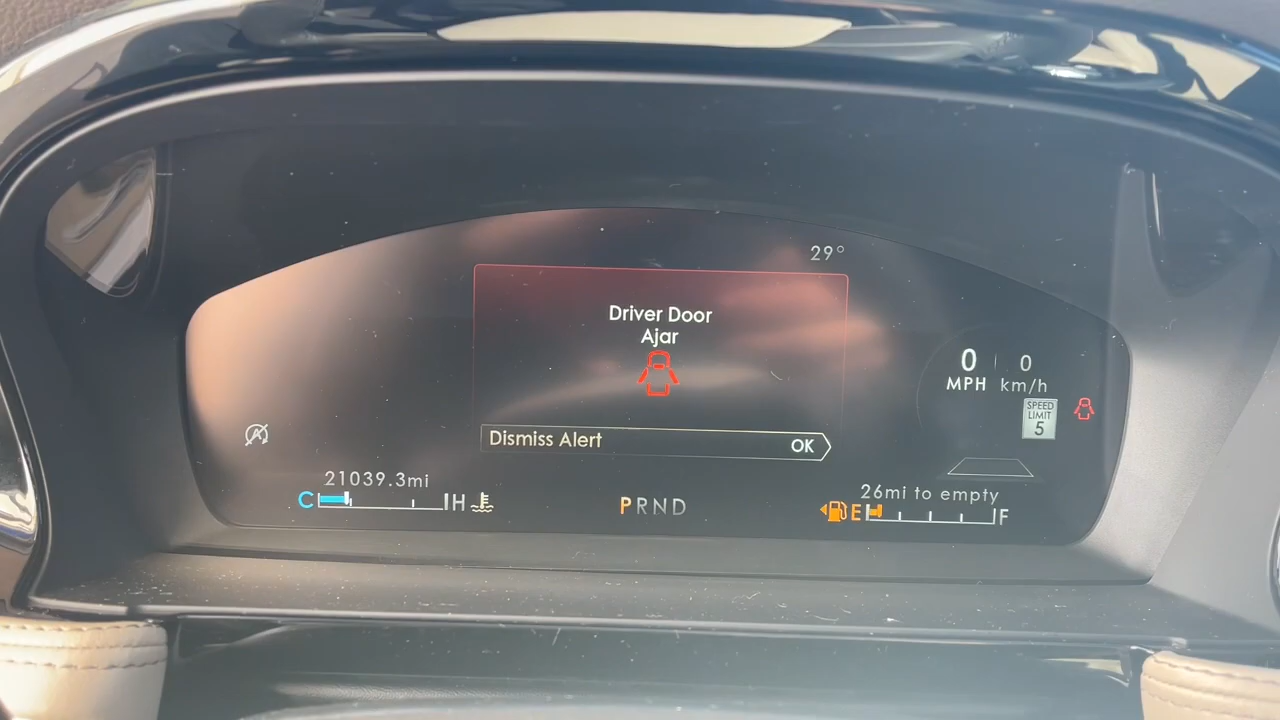 29°
Driver Door
Ajar
0 0
MPH km/h
SPEED
LIMIT
5
Dismiss Alert OK
21039.3mi
C H
PRND
26mi to empty
E F